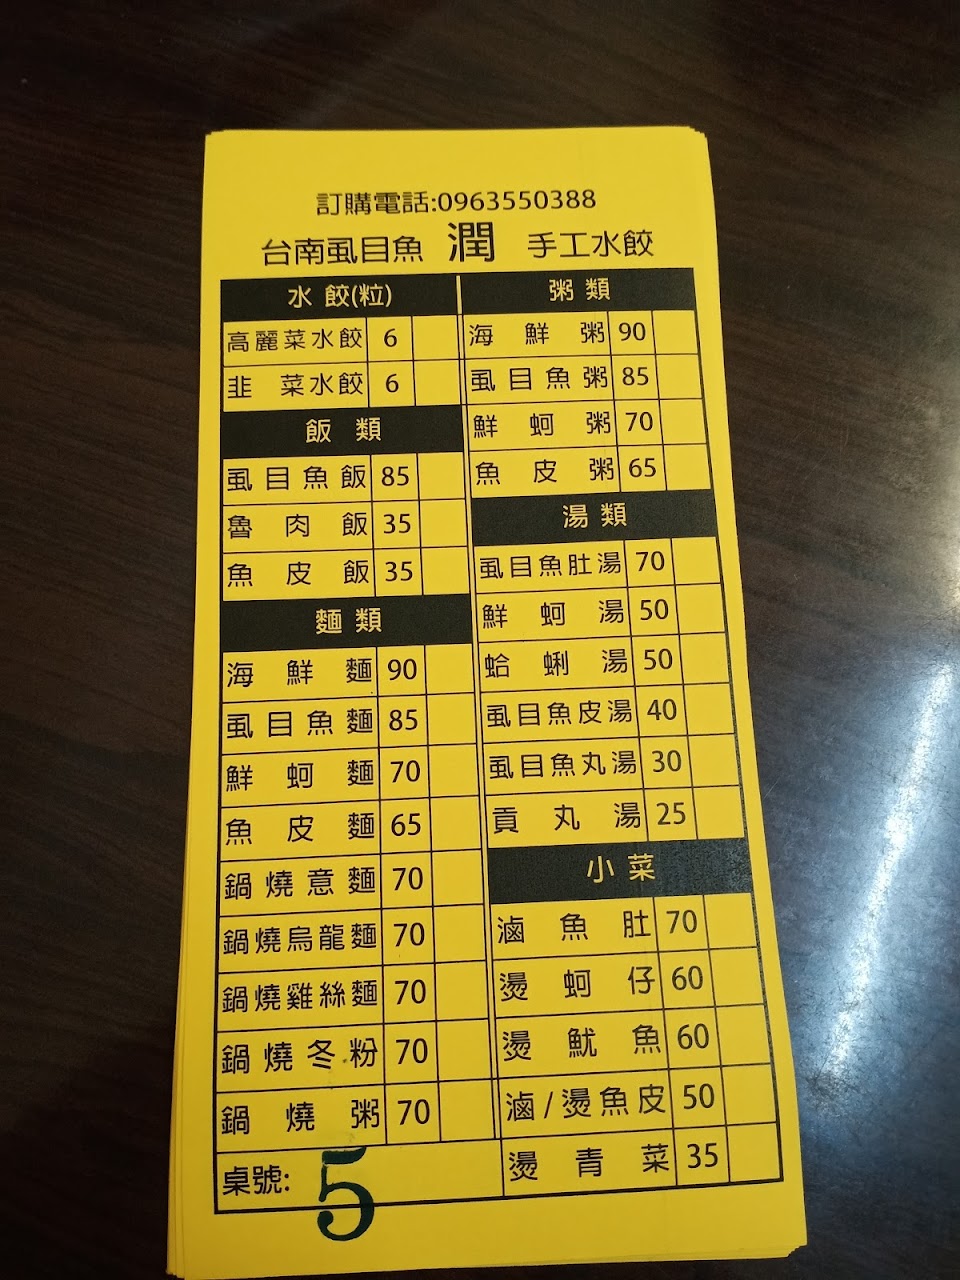 訂購電話:0963550388
台南虱目魚 潤 手工水餃
水餃(粒)
高麗菜水餃 6
韭菜水餃 6
飯類
虱目魚飯 85
魯肉飯 35
魚皮飯 35
麵類
海鮮麵 90
虱目魚麵 85
鮮蚵麵 70
魚皮麵 65
鍋燒意麵 70
鍋燒烏龍麵 70
鍋燒雞絲麵 70
鍋燒冬粉 70
鍋燒粥 70
桌號: 5
粥類
海鮮粥 90
虱目魚粥 85
鮮蚵粥 70
魚皮粥 65
湯類
虱目魚肚湯 70
鮮蚵湯 50
蛤蜊湯 50
虱目魚皮湯 40
虱目魚丸湯 30
貢丸湯 25
小菜
滷魚肚 70
燙蚵仔 60
燙魷魚 60
滷/燙魚皮 50
燙青菜 35